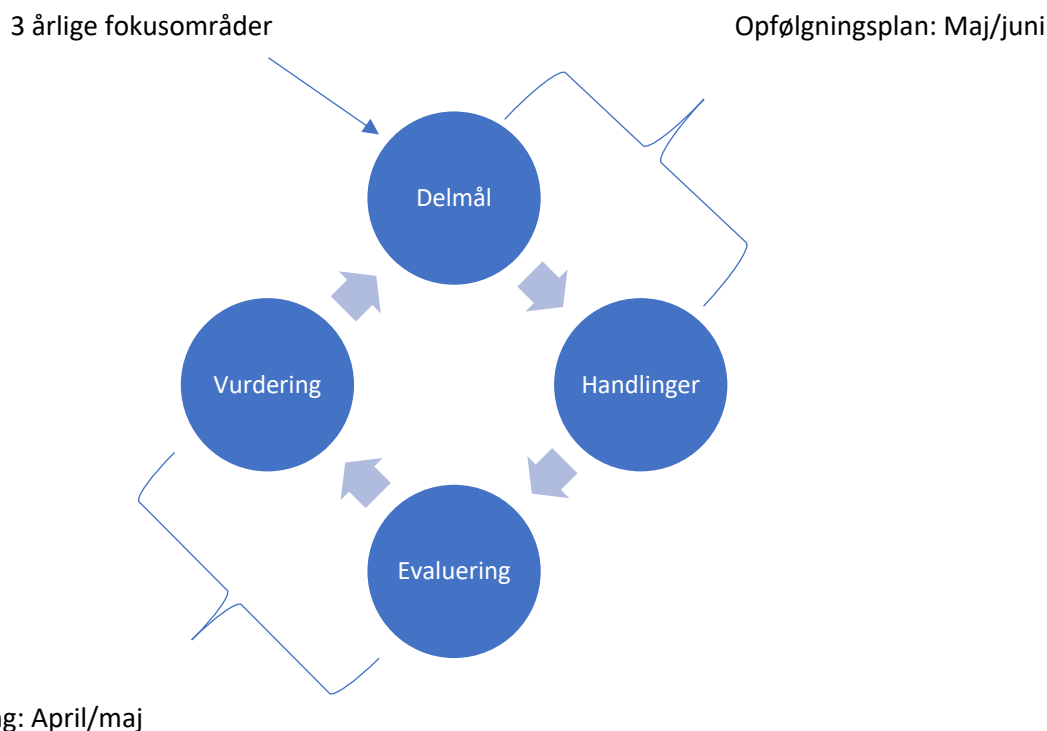 3 årlige fokusområder
Opfølgningsplan: Maj/juni
Delmål
Vurdering
Handlinger
Evaluering
April/maj